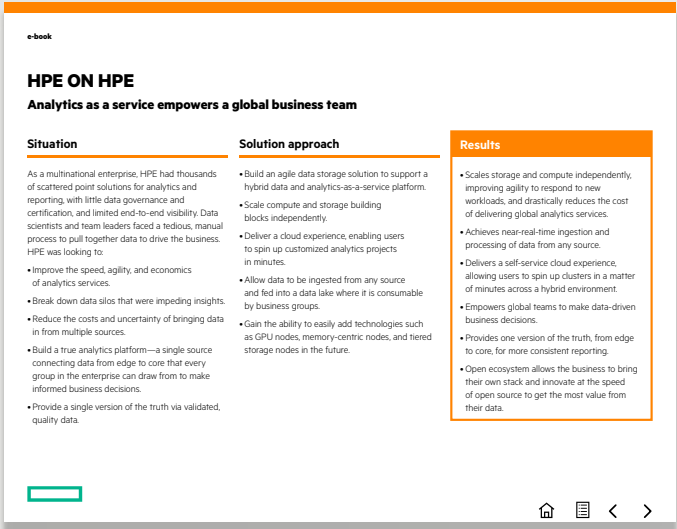 e-book
HPE ON HPE
Analytics as a service empowers a global business team
Situation
As a multinational enterprise, HPE had thousands
of scattered point solutions for analytics and
reporting, with little data governance and
certification, and limited end-to-end visibility. Data
scientists and team leaders faced a tedious, manual
process to pull together data to drive the business.
HPE was looking to:
• Improve the speed, agility, and economics
of analytics services.
• Break down data silos that were impeding insights.
• Reduce the costs and uncertainty of bringing data
in from multiple sources.
• Build a true analytics platform—a single source
connecting data from edge to core that every
group in the enterprise can draw from to make
informed business decisions.
• Provide a single version of the truth via validated,
quality data.
Solution approach
• Build an agile data storage solution to support a
hybrid data and analytics-as-a-service platform.
• Scale compute and storage building
blocks independently.
• Deliver a cloud experience, enabling users
to spin up customized analytics projects
in minutes.
• Allow data to be ingested from any source
and fed into a data lake where it is consumable
by business groups.
• Gain the ability to easily add technologies such
as GPU nodes, memory-centric nodes, and tiered
storage nodes in the future.
Results
• Scales storage and compute independently,
improving agility to respond to new
workloads, and drastically reduces the cost
of delivering global analytics services.
• Achieves near-real-time ingestion and
processing of data from any source.
• Delivers a self-service cloud experience,
allowing users to spin up clusters in a matter
of minutes across a hybrid environment.
• Empowers global teams to make data-driven
business decisions.
• Provides one version of the truth, from edge
to core, for more consistent reporting.
• Open ecosystem allows the business to bring
their own stack and innovate at the speed
of open source to get the most value from
their data.